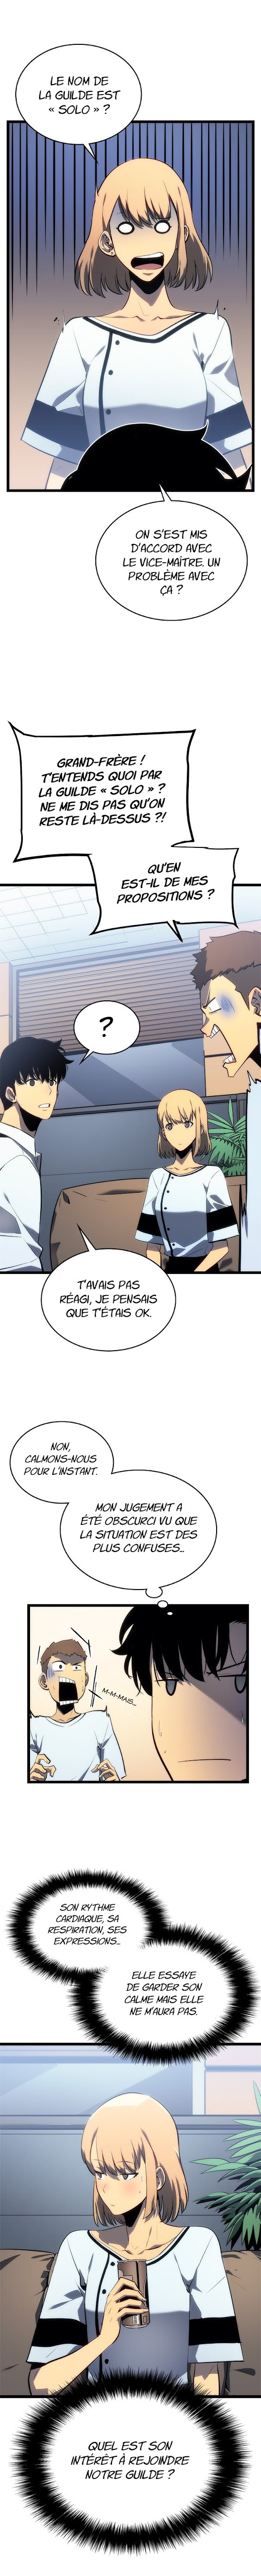 LE NOM DE
LA GUILDE EST
« SOLO » ?
ON S'EST MIS
D'ACCORD AVEC
LE VICE-MAÎTRE. UN
PROBLÈME AVEC
ÇA ?
GRAND-FRÈRE !
T'ENTENDS QUOI PAR
LA GUILDE « SOLO » ?
NE ME DIS PAS QU'ON
RESTE LÀ-DESSUS ?!
QU'EN
EST-IL DE MES
PROPOSITIONS ?
?
T'AVAIS PAS
RÉAGI, JE PENSAIS
QUE T'ÉTAIS OK.
NON,
CALMONS-NOUS
POUR L'INSTANT.
MON JUGEMENT A
ÉTÉ OBSCURCI VU QUE
LA SITUATION EST DES
PLUS CONFUSES...
M-M-MAIS...
SON RYTHME
CARDIAQUE, SA
RESPIRATION, SES
EXPRESSIONS...
ELLE ESSAYE
DE GARDER SON
CALME MAIS ELLE
NE M'AURA PAS.
QUEL EST SON
INTÉRÊT À REJOINDRE
NOTRE GUILDE ?